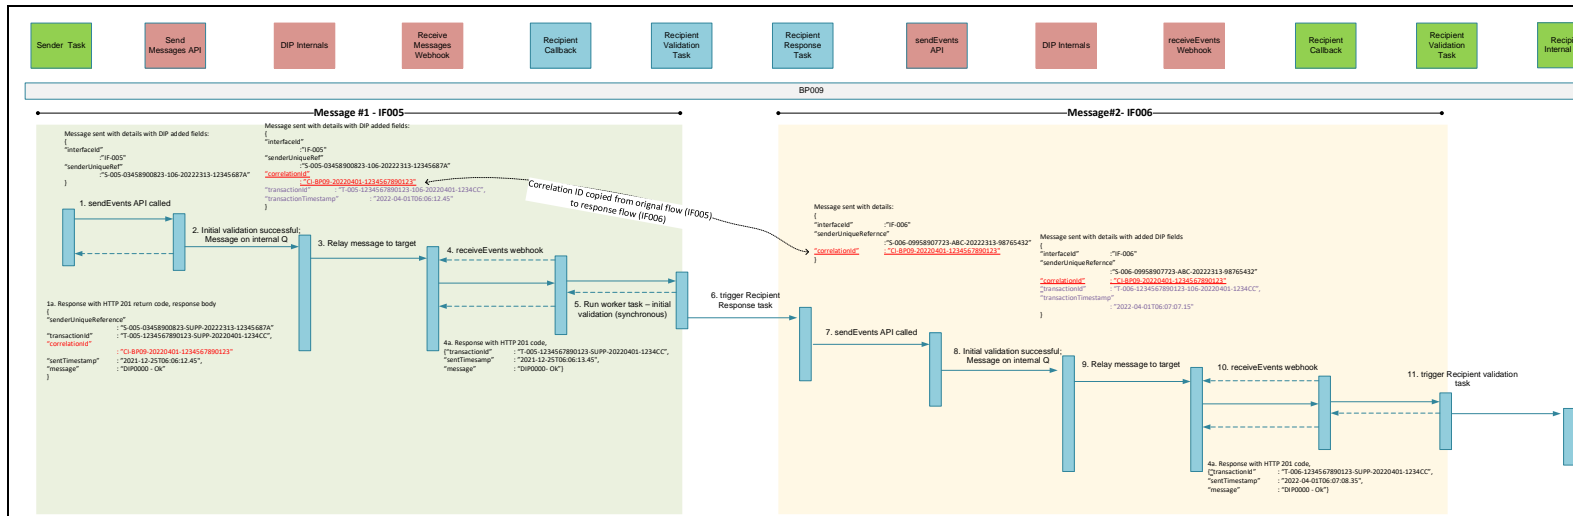 Sender Task
Send
Messages API
DIP Internals
Receive
Messages
Webhook
Recipient
Callback
Recipient
Validation
Task
Recipient
Response
Task
sendEvents
API
DIP Internals
receiveEvents
Webhook
Recipient
Callback
Recipient
Validation
Task
Recipi
Internal
BP009
Message #1 - IF005
Message#2- IF006
Message sent with details with DIP added fields:
{
"interfaceId"
:"IF-005"
"senderUniqueRef"
:"S-005-03458900823-106-20222313-12345687A"
}
Message sent with details with DIP added fields:
{
"interfaceId"
:"IF-005"
"senderUniqueRef"
:"S-005-03458900823-106-20222313-12345687A"
"correlationId"
: "CI-BP09-20220401-1234567890123"
"transactionId" : "T-005-1234567890123-106-20220401-1234CC",
"transactionTimestamp" : "2022-04-01T06:06:12.45"
}
Correlation ID copied from orignal flow (IF005)
to response flow (IF006)
1. sendEvents API called
2. Initial validation successful;
Message on internal Q
3. Relay message to target
4. receiveEvents webhook
5. Run worker task – initial
validation (synchronous)
6. trigger Recipient
Response task
1a. Response with HTTP 201 return code, response body
{
"senderUniqueReference"
: "S-005-03458900823-SUPP-20222313-12345687A"
"transactionId" : "T-005-1234567890123-SUPP-20220401-1234CC",
"correlationId"
: "CI-BP09-20220401-1234567890123"
"sentTimestamp" : "2021-12-25T06:06:12.45",
"message" : "DIP0000 - Ok"
}
4a. Response with HTTP 201 code,
{"transactionId" : "T-005-1234567890123-SUPP-20220401-1234CC",
"sentTimesamp" : "2021-12-25T06:06:13.45",
"message" : "DIP0000- Ok"}
Message sent with details:
{
"interfaceId" :"IF-006"
"senderUniqueRefernce"
:"S-006-09958907723-ABC-20222313-98765432"
"correlationId" : "CI-BP09-20220401-1234567890123"
}
Message sent with details with added DIP fields
{
"interfaceId" :"IF-006"
"senderUniqueRefernce"
:"S-006-09958907723-ABC-20222313-98765432"
"correlationId" : "CI-BP09-20220401-1234567890123"
"transactionId" : "T-006-1234567890123-106-20220401-1234CC",
"transactionTimestamp"
: "2022-04-01T06:07:07.15"
}
7. sendEvents API called
8. Initial validation successful;
Message on internal Q
9. Relay message to target
10. receiveEvents webhook
11. trigger Recipient validation
task
4a. Response with HTTP 201 code,
{"transactionId" : "T-006-1234567890123-SUPP-20220401-1234CC",
"sentTimestamp" : "2022-04-01T06:07:08.35",
"message" : "DIP0000 - Ok"}